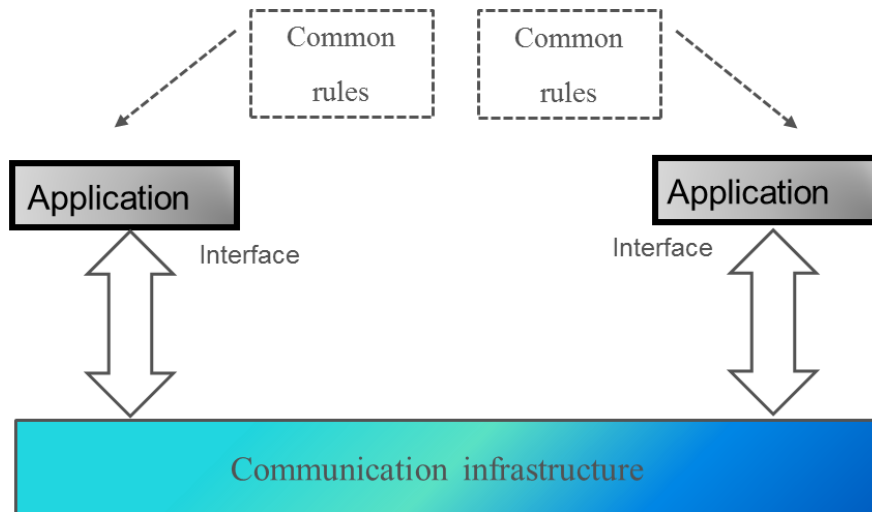 Common
rules
Common
rules
Application
Application
Interface
Interface
Communication infrastructure